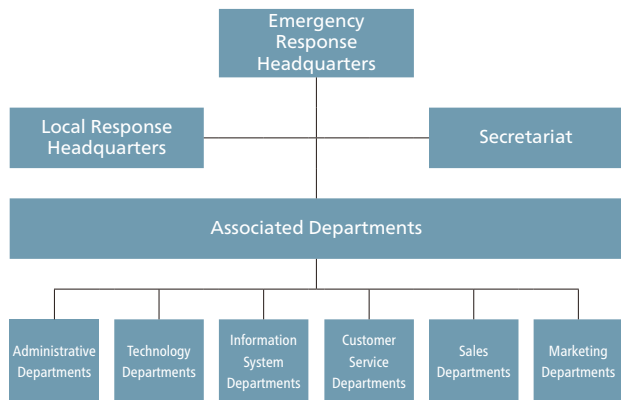 Emergency
Response
Headquarters
Local Response
Headquarters
Secretariat
Associated Departments
Administrative
Departments
Technology
Departments
Information
System
Departments
Customer
Service
Departments
Sales
Departments
Marketing
Departments